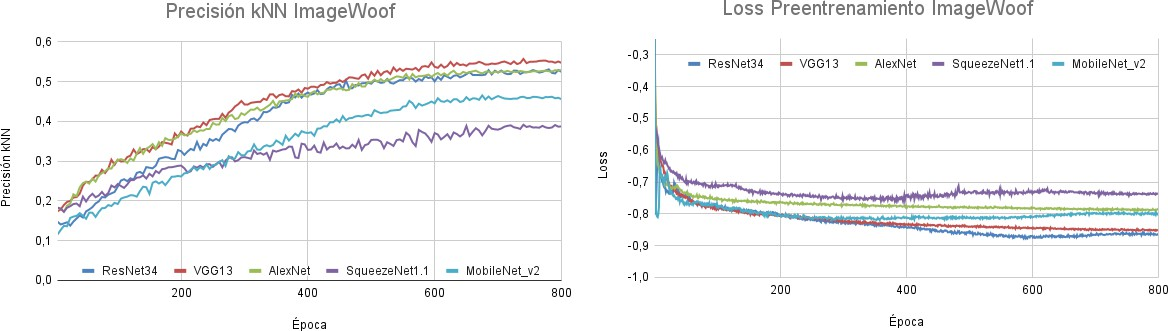 Precisión kNN ImageWoof
0,6
0,5
0,4
0,3
0,2
0,1
0,0
Precisión kNN
ResNet34 VGG13 AlexNet SqueezeNet1.1 MobileNet_v2
200 400 600 800
Época
Loss Preentrenamiento ImageWoof
-0,3
-0,4
-0,5
-0,6
-0,7
-0,8
-0,9
-1,0
Loss
ResNet34 VGG13 AlexNet SqueezeNet1.1 MobileNet_v2
200 400 600 800
Época